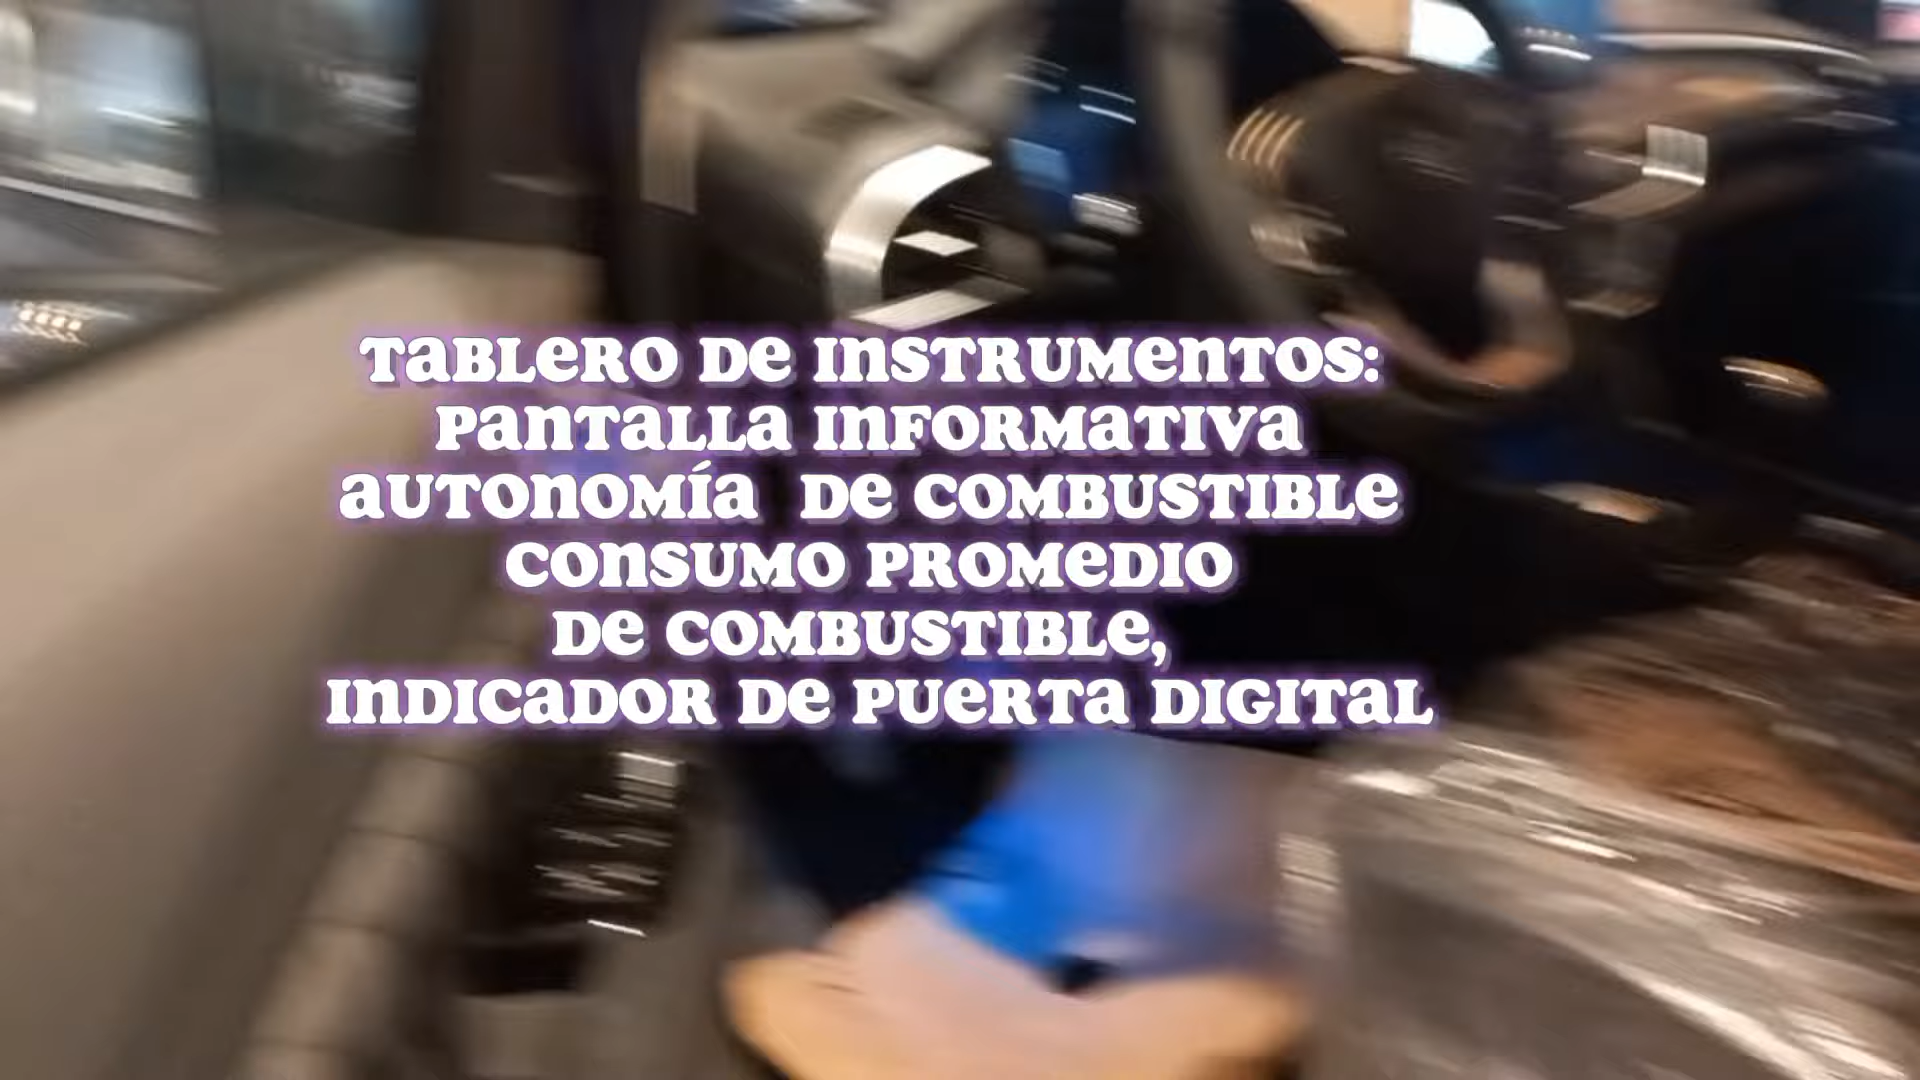 TABLERO DE INSTRUMENTOS:
PANTALLA INFORMATIVA
AUTONOMÍA DE COMBUSTIBLE
CONSUMO PROMEDIO
DE COMBUSTIBLE,
INDICADOR DE PUERTA DIGITAL